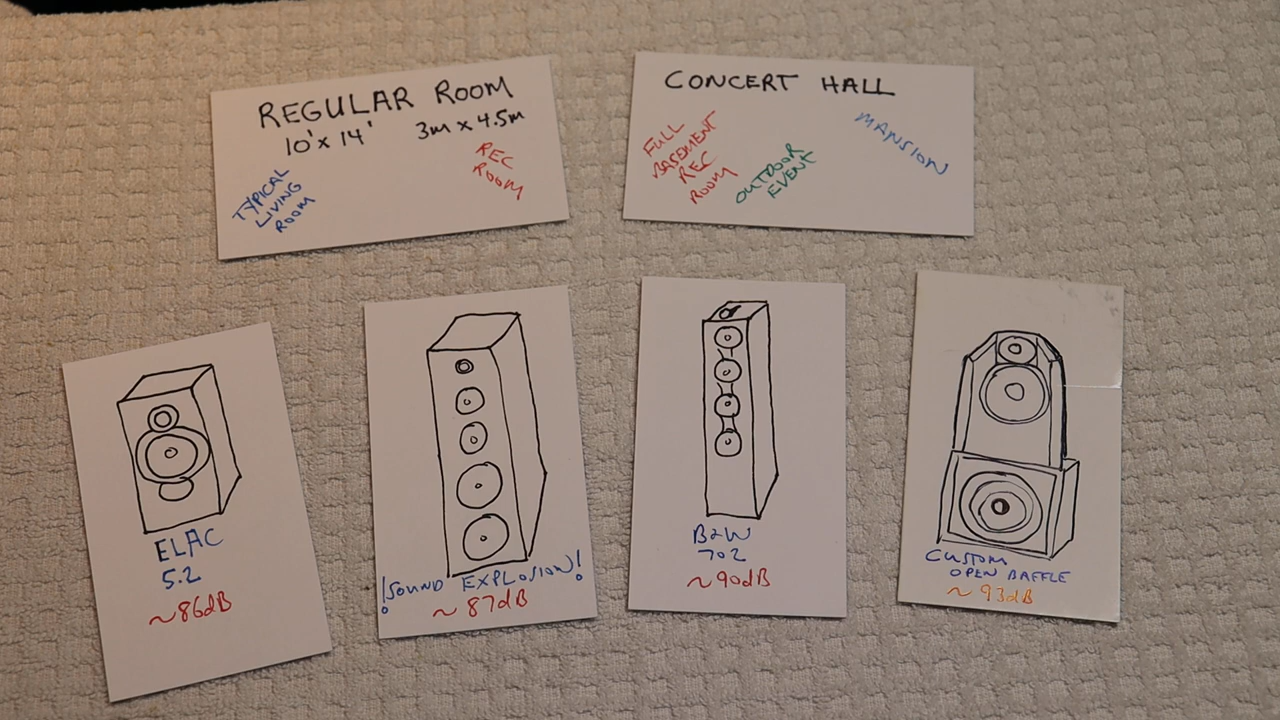 REGULAR ROOM
10'x 14' 3m x 4.5m
TYPICAL
LIVING
ROOM
REC
ROOM
CONCERT HALL
FULL
BASEMENT
REC
ROOM
OUTDOOR
EVENT
MANSION
ELAC
5.2
~86dB
!SOUND EXPLOSION!
~87dB
B&W
702
~90dB
CUSTOM
OPEN BAFFLE
~93dB